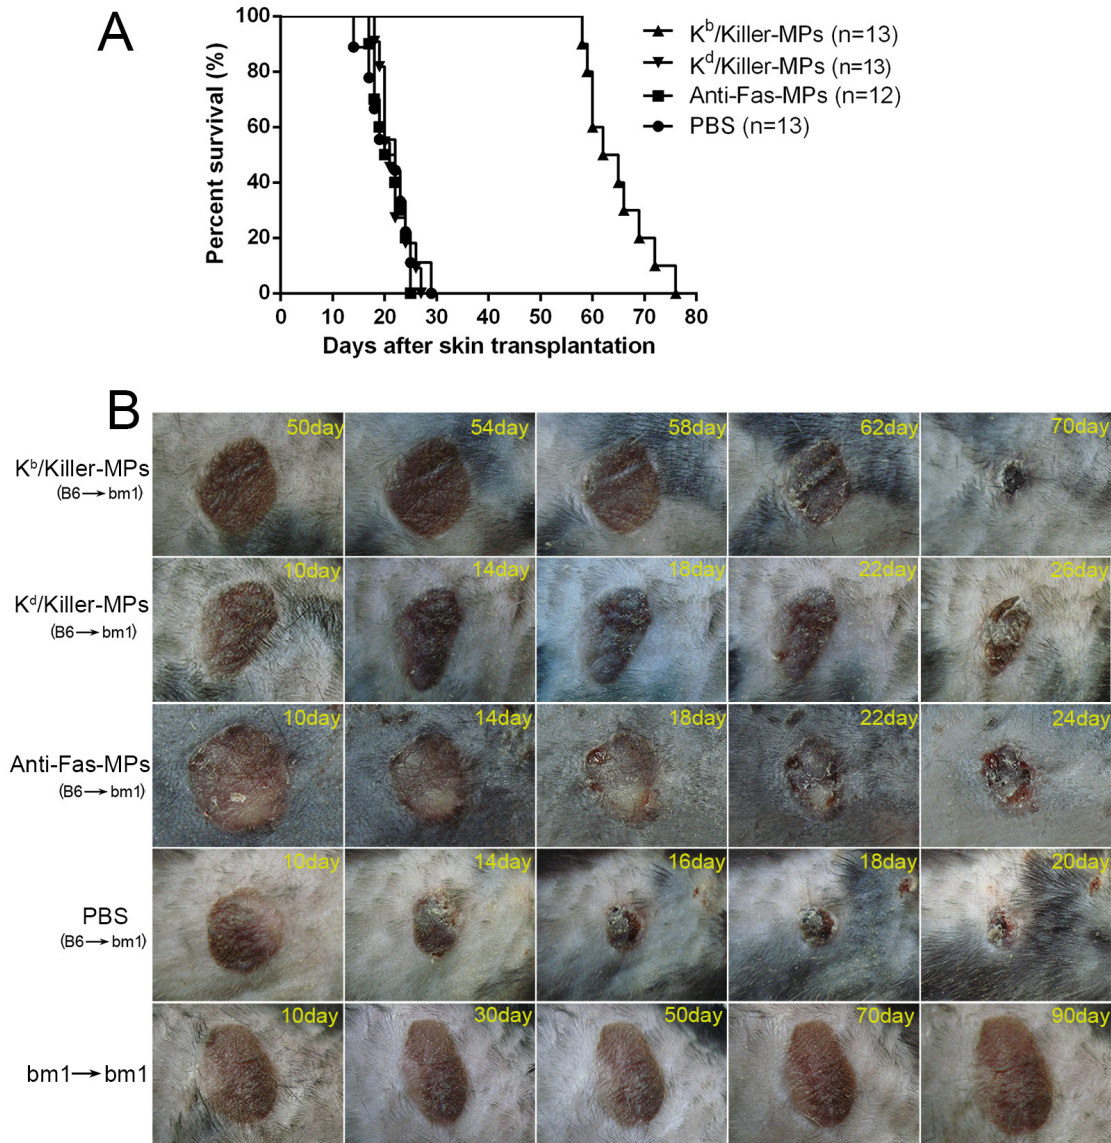 A
Percent survival (%)
100
80
60
40
20
0
0 10 20 30 40 50 60 70 80
Days after skin transplantation
Kᵇ/Killer-MPs (n=13)
Kᵈ/Killer-MPs (n=13)
Anti-Fas-MPs (n=12)
PBS (n=13)
B
Kᵇ/Killer-MPs
(B6→bm1)
50day 54day 58day 62day 70day
Kᵈ/Killer-MPs
(B6→bm1)
10day 14day 18day 22day 26day
Anti-Fas-MPs
(B6→bm1)
10day 14day 18day 22day 24day
PBS
(B6→bm1)
10day 14day 16day 18day 20day
bm1→bm1
10day 30day 50day 70day 90day